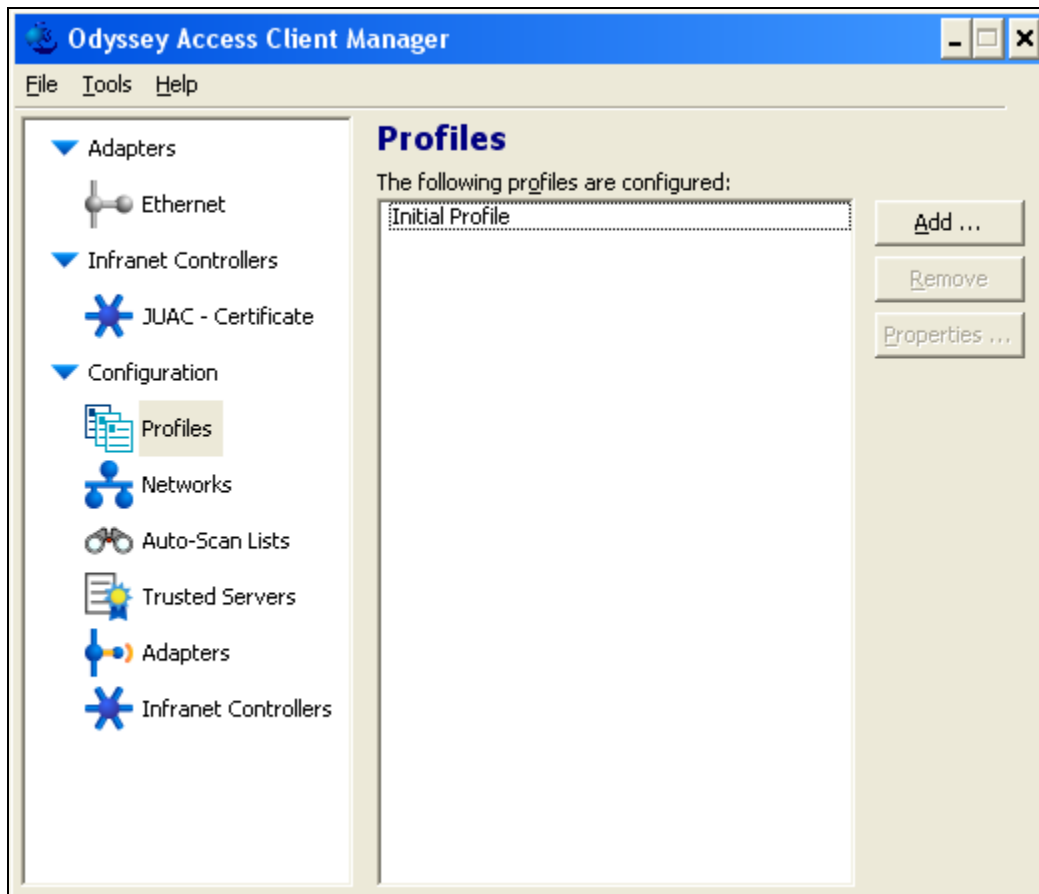 Odyssey Access Client Manager
File Tools Help
Adapters
Ethernet
Infranet Controllers
JUAC - Certificate
Configuration
Profiles
Networks
Auto-Scan Lists
Trusted Servers
Adapters
Infranet Controllers
Profiles
The following profiles are configured:
Initial Profile
Add ...
Remove
Properties ...